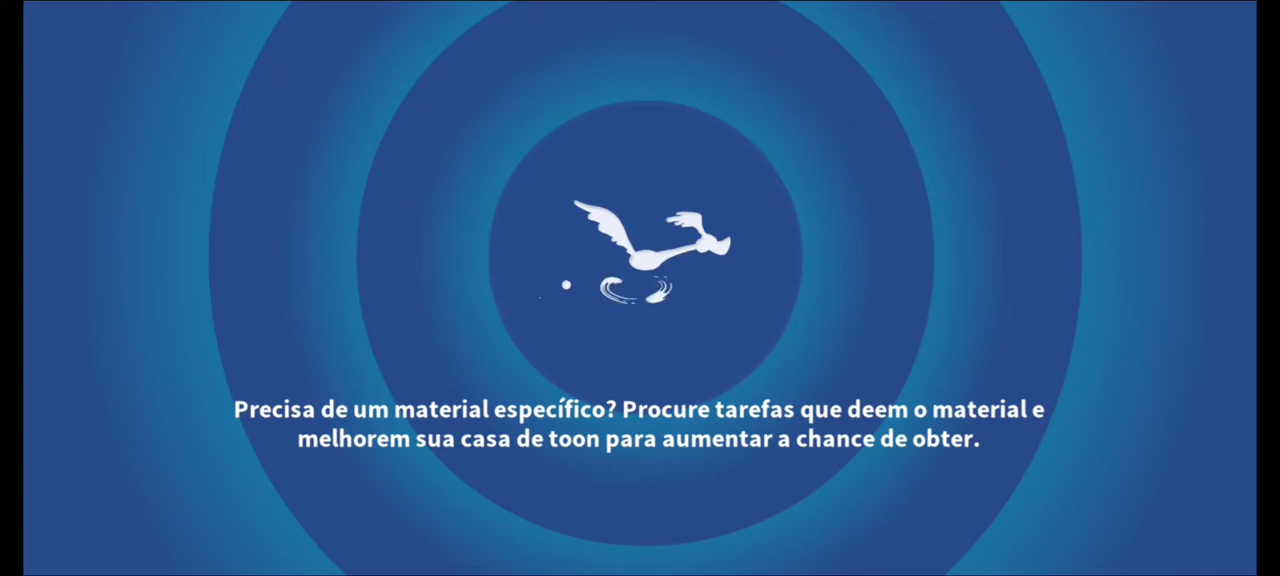 Precisa de um material específico? Procure tarefas que deem o material e
melhorem sua casa de toon para aumentar a chance de obter.